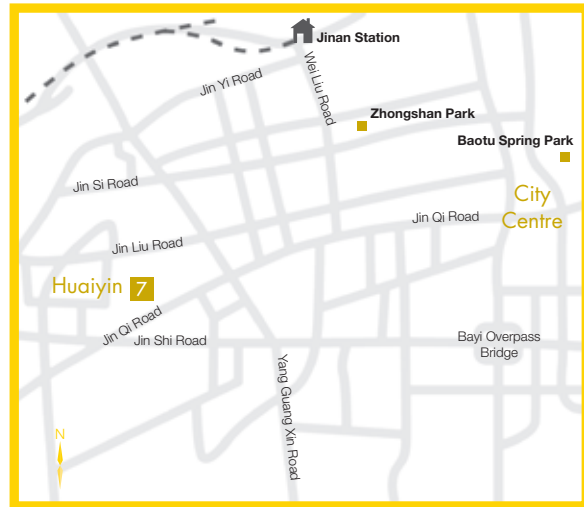 Jinan Station
Jin Yi Road
Wei Liu Road
Zhongshan Park
Baotu Spring Park
Jin Si Road
City
Centre
Jin Qi Road
Jin Liu Road
Huaiyin 7
Jin Qi Road
Jin Shi Road
Bayi Overpass
Bridge
Yang Guang Xin Road
N